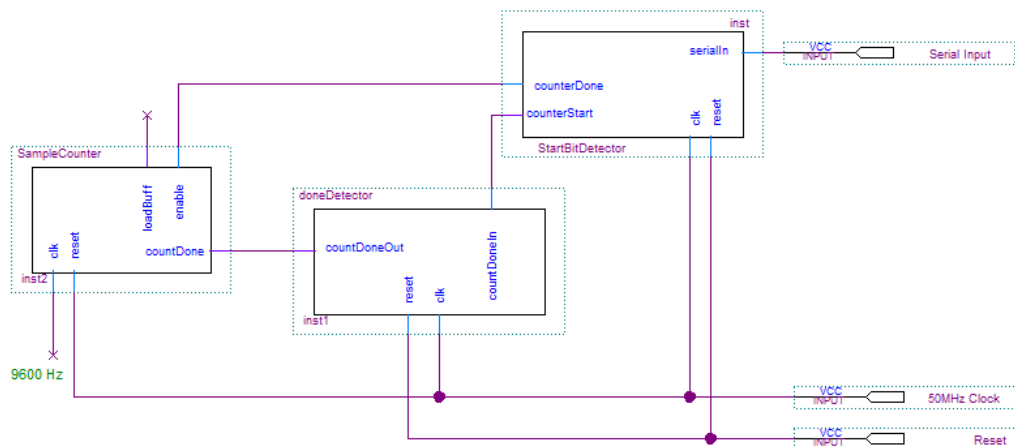 inst
serialIn
VCC
INPUT
Serial Input
counterDone
counterStart
clk
reset
StartBitDetector
SampleCounter
loadBuff
enable
clk
reset
countDone
inst2
doneDetector
countDoneOut
countDoneIn
reset
clk
inst1
9600 Hz
VCC
INPUT
50MHz Clock
VCC
INPUT
Reset